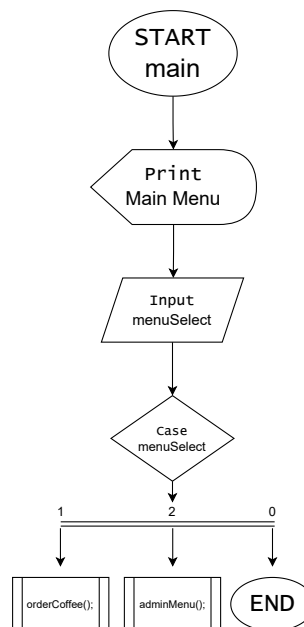 START
main
Print
Main Menu
Input
menuSelect
Case
menuSelect
1 2 0
orderCoffee();
adminMenu();
END